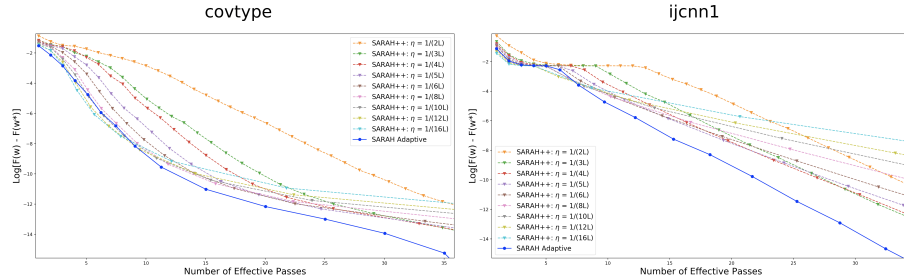 covtype
Log[F(w) - F(w*)]
−2
−4
−6
−8
−10
−12
−14
5
10
15
20
25
30
35
Number of Effective Passes
SARAH++: η = 1/(2L)
SARAH++: η = 1/(3L)
SARAH++: η = 1/(4L)
SARAH++: η = 1/(5L)
SARAH++: η = 1/(6L)
SARAH++: η = 1/(8L)
SARAH++: η = 1/(10L)
SARAH++: η = 1/(12L)
SARAH++: η = 1/(16L)
SARAH Adaptive
ijcnn1
Log[F(w) - F(w*)]
−2
−4
−6
−8
−10
−12
−14
5
10
15
20
25
30
Number of Effective Passes
SARAH++: η = 1/(2L)
SARAH++: η = 1/(3L)
SARAH++: η = 1/(4L)
SARAH++: η = 1/(5L)
SARAH++: η = 1/(6L)
SARAH++: η = 1/(8L)
SARAH++: η = 1/(10L)
SARAH++: η = 1/(12L)
SARAH++: η = 1/(16L)
SARAH Adaptive